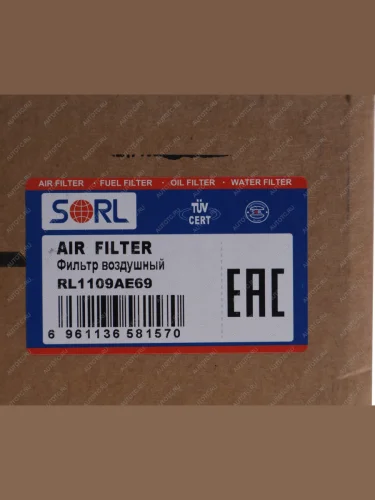 AIR FILTER · FUEL FILTER · OIL FILTER · WATER FILTER
SORL
TÜV
CERT
AIR FILTER
Фильтр воздушный
RL1109AE69
EAC
6 961136 581570